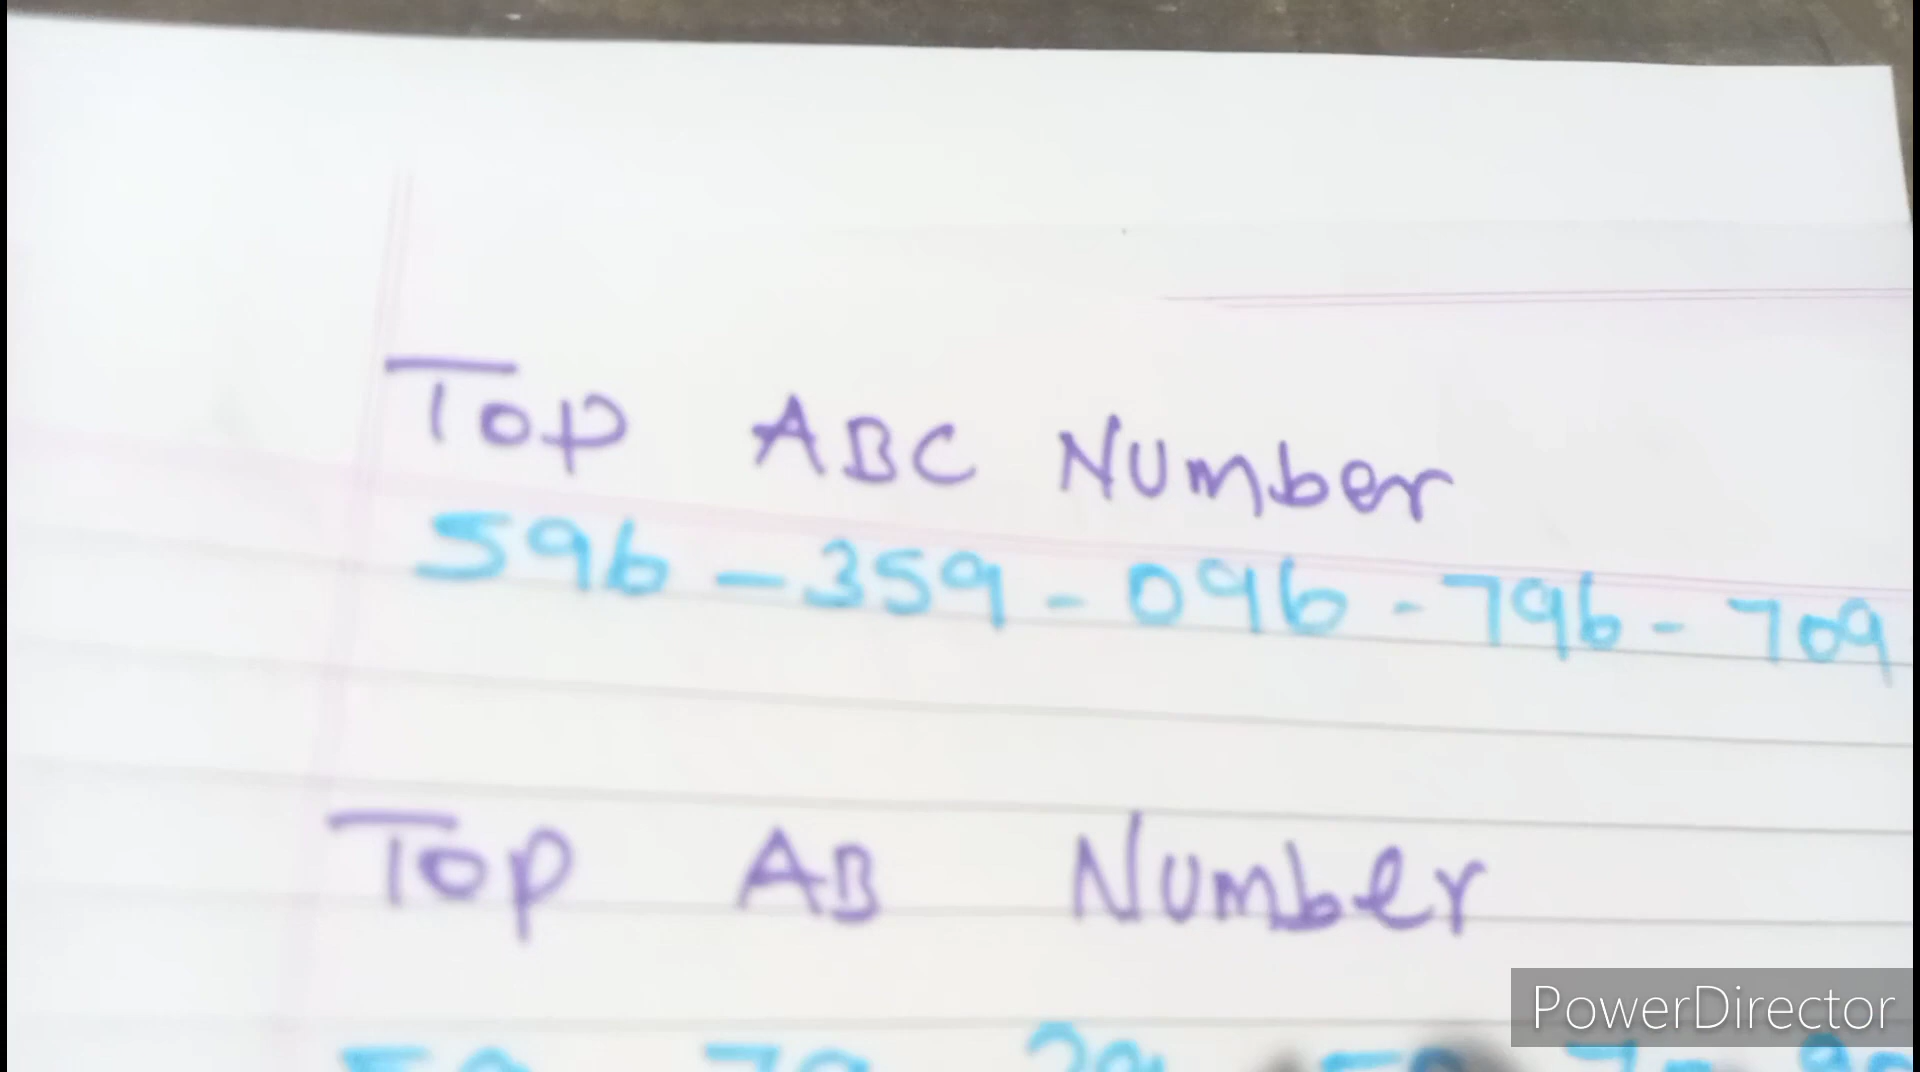 Top ABC Number
596 - 359 - 096 - 796 - 709
Top AB Number
PowerDirector